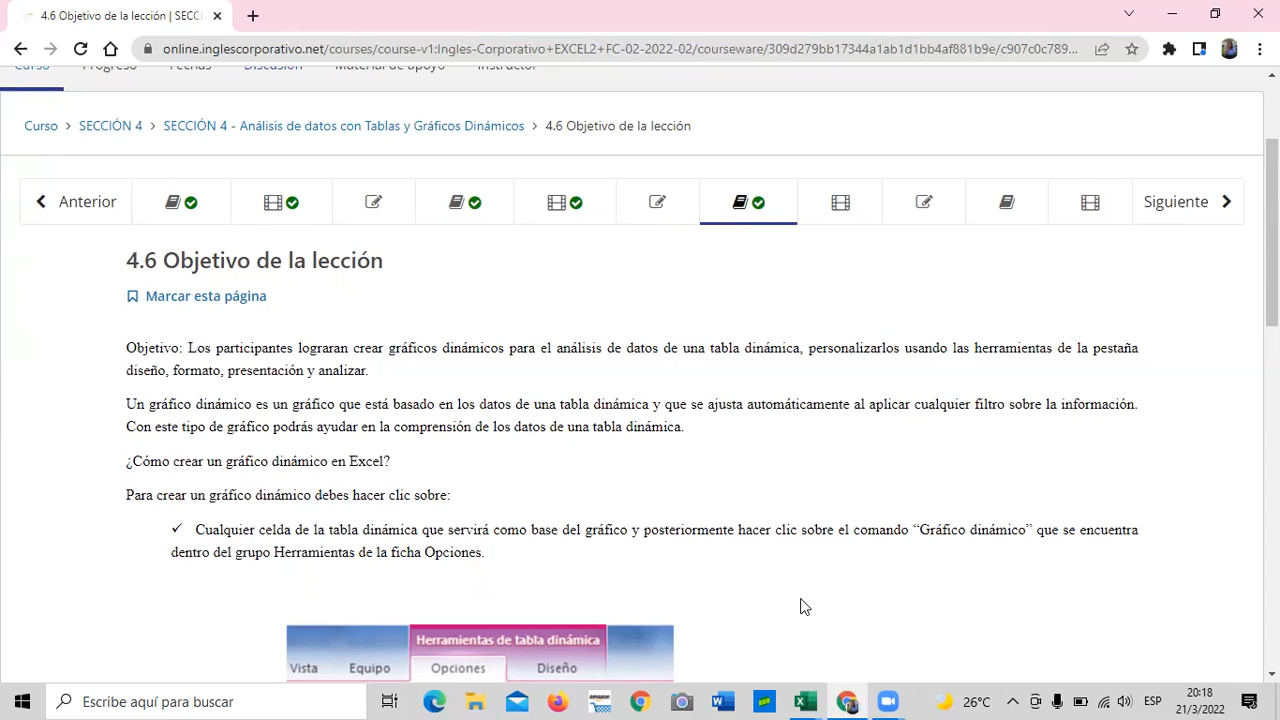 4.6 Objetivo de la lección | SECC
online.inglescorporativo.net/courses/course-v1:Ingles-Corporativo+EXCEL2+FC-02-2022-02/courseware/309d279bb17344a1ab1d1bb4af881b9e/c907c0c789...
Curso Progreso Fechas Discusión Material de apoyo Instructor
Curso > SECCIÓN 4 > SECCIÓN 4 - Análisis de datos con Tablas y Gráficos Dinámicos > 4.6 Objetivo de la lección
Anterior Siguiente
4.6 Objetivo de la lección
Marcar esta página
Objetivo: Los participantes lograran crear gráficos dinámicos para el análisis de datos de una tabla dinámica, personalizarlos usando las herramientas de la pestaña
diseño, formato, presentación y analizar.
Un gráfico dinámico es un gráfico que está basado en los datos de una tabla dinámica y que se ajusta automáticamente al aplicar cualquier filtro sobre la información.
Con este tipo de gráfico podrás ayudar en la comprensión de los datos de una tabla dinámica.
¿Cómo crear un gráfico dinámico en Excel?
Para crear un gráfico dinámico debes hacer clic sobre:
✓ Cualquier celda de la tabla dinámica que servirá como base del gráfico y posteriormente hacer clic sobre el comando “Gráfico dinámico” que se encuentra
dentro del grupo Herramientas de la ficha Opciones.
Herramientas de tabla dinámica
Vista Equipo Opciones Diseño
Escribe aquí para buscar
26°C
ESP
20:18
21/3/2022